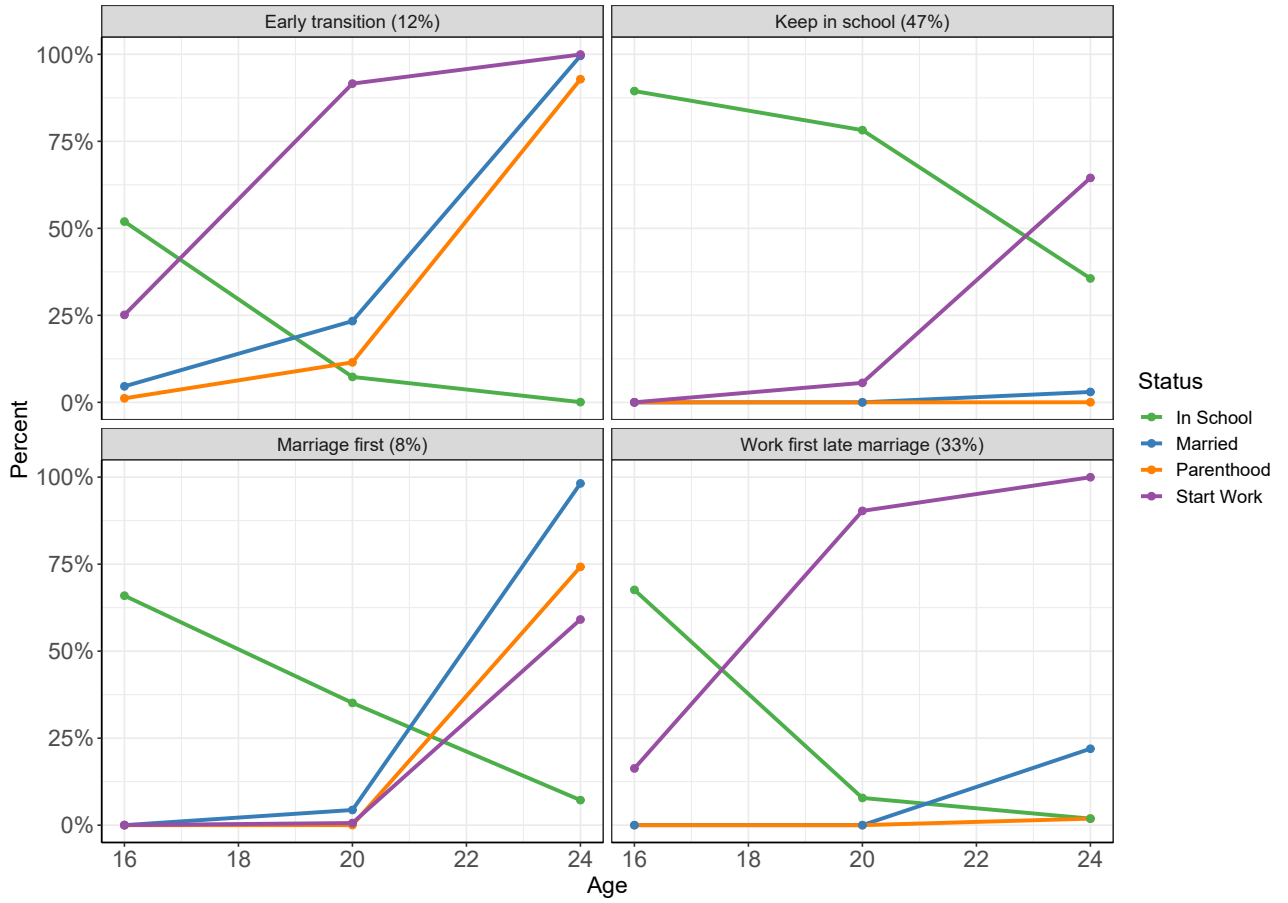 Early transition (12%)
Keep in school (47%)
100%
75%
50%
25%
0%
Marriage first (8%)
Work first late marriage (33%)
100%
75%
50%
25%
0%
16 18 20 22 24
16 18 20 22 24
Percent
Age
Status
In School
Married
Parenthood
Start Work